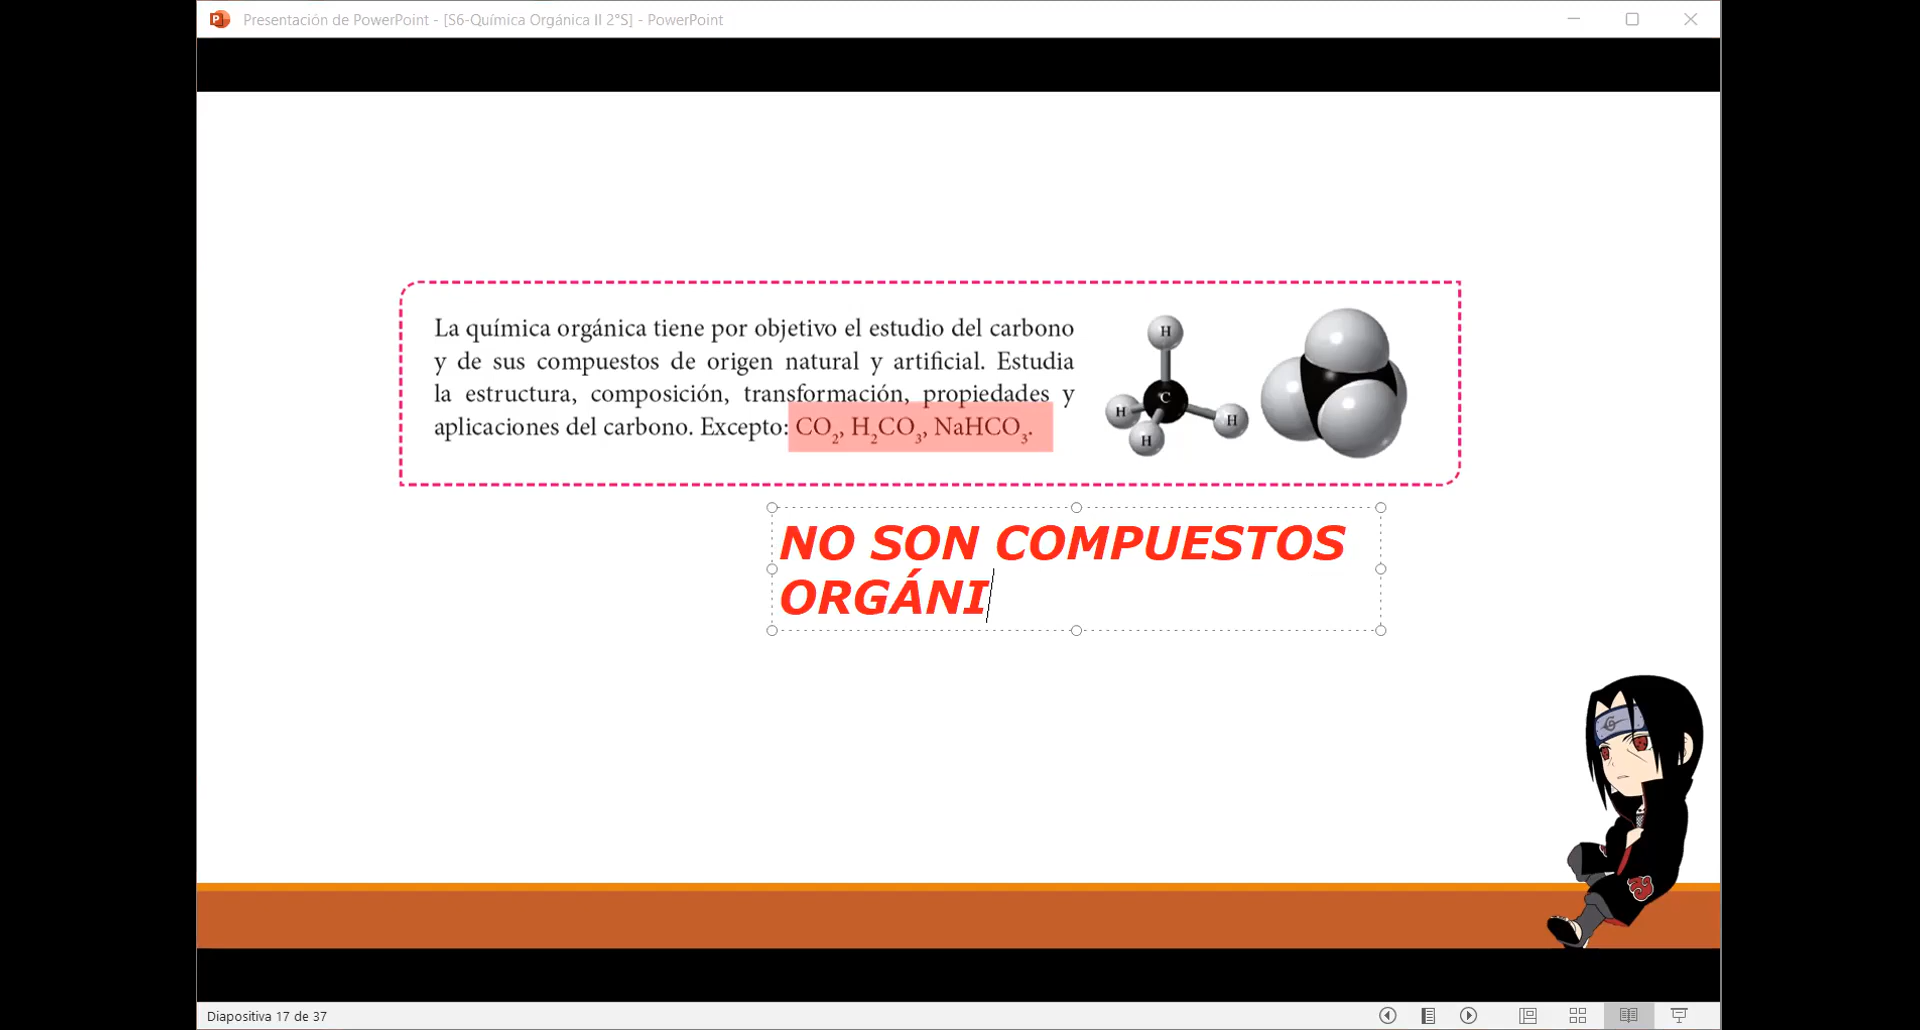 Presentación de PowerPoint - [S6-Química Orgánica II 2°S] - PowerPoint
La química orgánica tiene por objetivo el estudio del carbono
y de sus compuestos de origen natural y artificial. Estudia
la estructura, composición, transformación, propiedades y
aplicaciones del carbono. Excepto: CO₂, H₂CO₃, NaHCO₃.
H
C
H
H
H
NO SON COMPUESTOS
ORGÁNI
Diapositiva 17 de 37